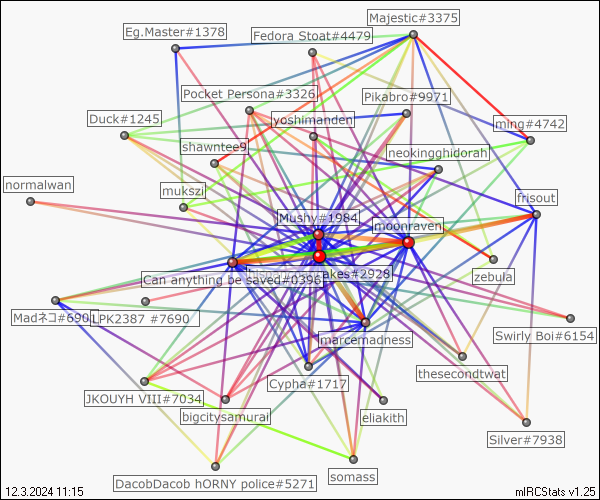 Majestic#3375
Eg.Master#1378
Fedora Stoat#4479
Pocket Persona#3326
Pikabro#9971
Duck#1245
yoshimanden
ming#4742
shawntee9
neokingghidorah
normalwan
mukszi
frisout
Mushy#1984
moonraven
zebula
Can anything be saved#0396
akes#2928
Madネコ#690
LPK2387 #7690
Swirly Boi#6154
marcemadness
thesecondtwat
Cypha#1717
JKOUYH VIII#7034
bigcitysamurai
eliakith
Silver#7938
somass
DacobDacob hORNY police#5271
12.3.2024 11:15
mIRCStats v1.25